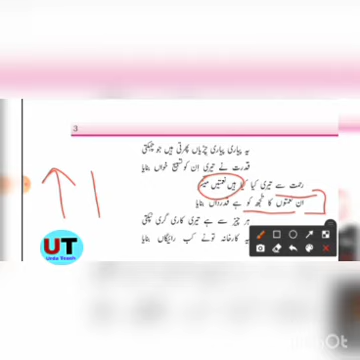 3
یہ پیاری پیاری چڑیاں پھرتی ہیں جو چہکتی
قدرت نے تیری ان کو تسبیح خواں بنایا
رحمت سے تیری کیا کیا ہیں نعمتیں میسر
ان نعمتوں کا مجھ کو ہے قدرداں بنایا
ہر چیز سے ہے تیری کاری گری ٹپکتی
یہ کارخانہ تونے کب رائیگاں بنایا
UT
Urdu Teach